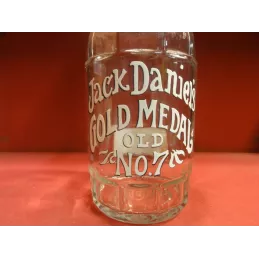 Jack Daniel's
GOLD MEDAL
OLD
NO. 7